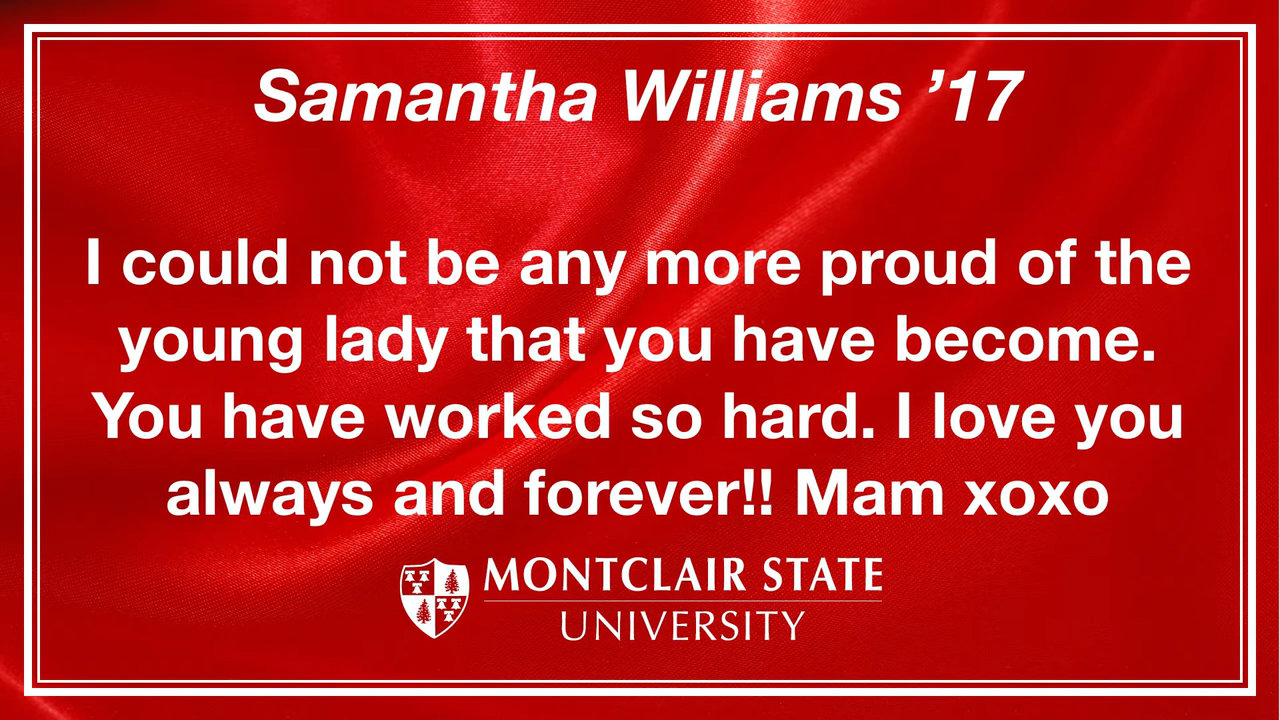 Samantha Williams ’17
I could not be any more proud of the
young lady that you have become.
You have worked so hard. I love you
always and forever!! Mam xoxo
MONTCLAIR STATE
UNIVERSITY